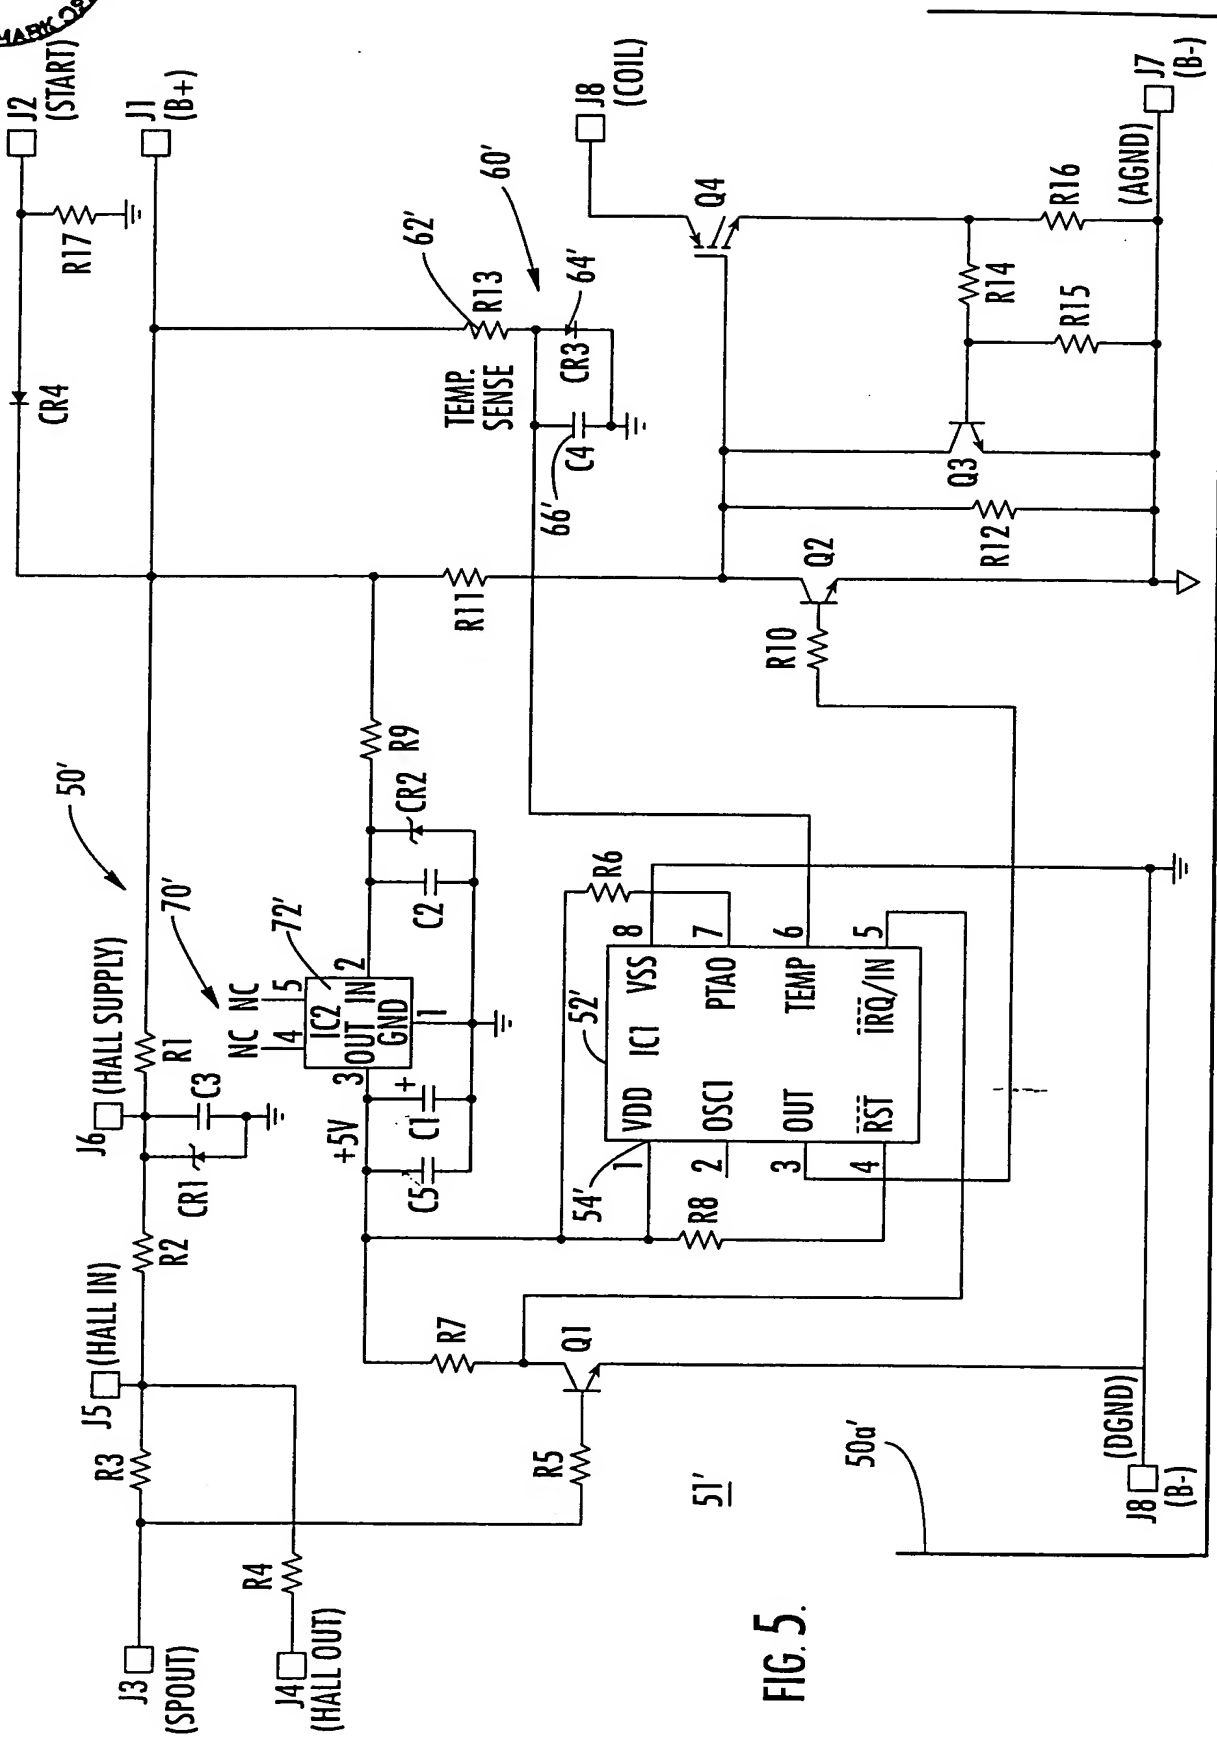 MARK
J2
(START)
J1
(B+)
R17
CR4
62'
60'
J8
(COIL)
R13
64'
CR3
TEMP.
SENSE
C4
66'
Q4
R16
(AGND)
J7
(B-)
R14
R15
Q3
R12
Q2
R11
R10
R9
CR2
C2
50'
70'
72'
NC NC
4 5
IC2
OUT IN
GND
3
2
1
J6
(HALL SUPPLY)
R1
C3
CR1
R2
+5V
C1
+
C5
R6
8
7
6
5
VSS
PTA0
TEMP
IRQ/IN
IC1
52'
VDD
OSC1
OUT
RST
1
2
3
4
54'
R8
J5
(HALL IN)
R7
Q1
R3
R5
R4
J3
(SPOUT)
J4
(HALL OUT)
51'
50a'
(DGND)
J8
(B-)
FIG. 5.